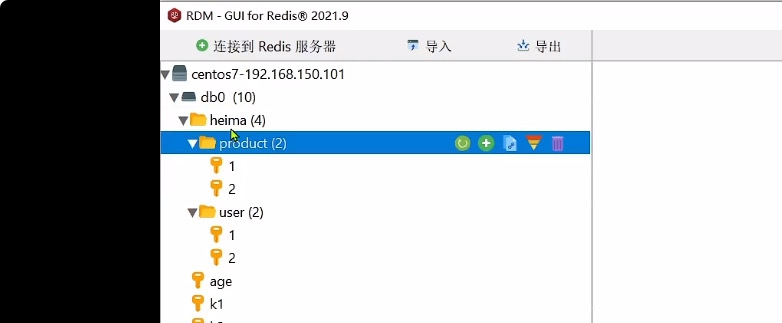 RDM - GUI for Redis® 2021.9
连接到 Redis 服务器 导入 导出
centos7-192.168.150.101
db0 (10)
heima (4)
product (2)
1
2
user (2)
1
2
age
k1